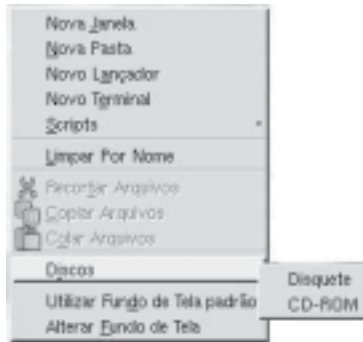 Nova Janela
Nova Pasta
Novo Lançador
Novo Terminal
Scripts
Limpar Por Nome
Recortar Arquivos
Copiar Arquivos
Colar Arquivos
Discos
Disquete
CD-ROM
Utilizar Fundo de Tela padrão
Alterar Fundo de Tela